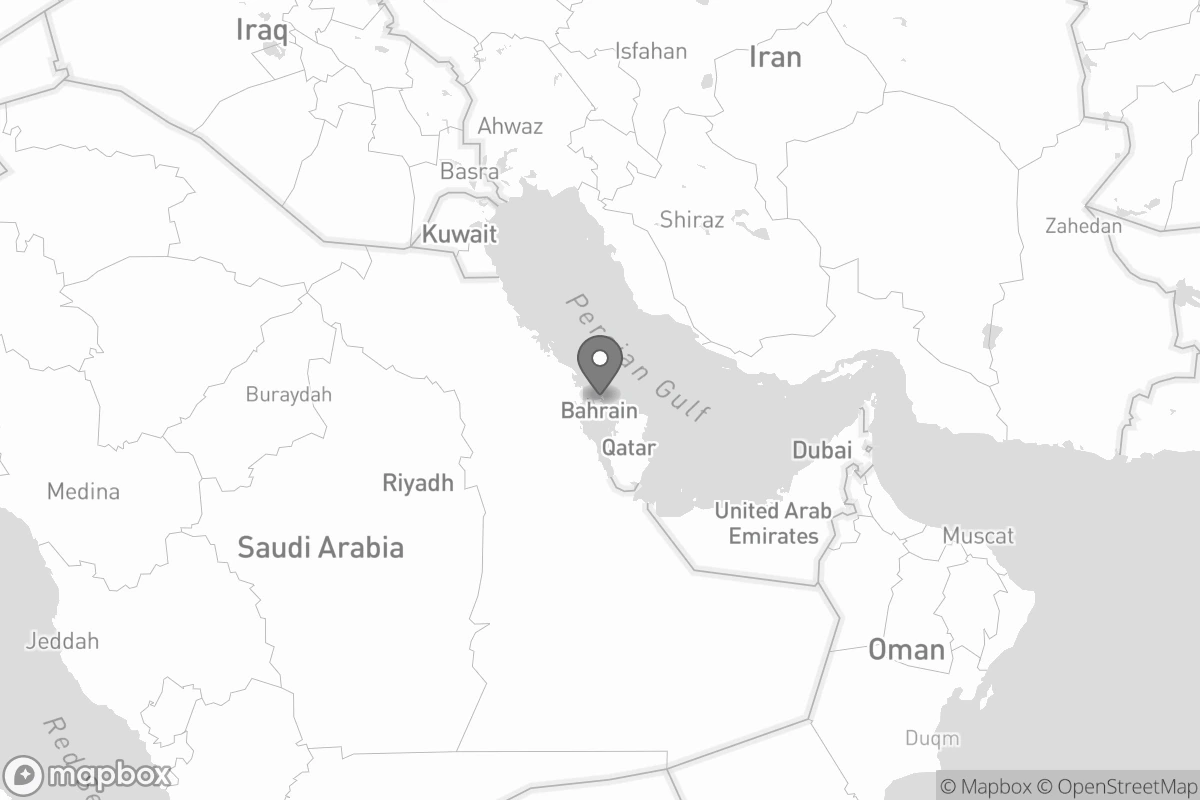 Iraq
Isfahan
Iran
Ahwaz
Basra
Kuwait
Shiraz
Zahedan
Persian Gulf
Buraydah
Bahrain
Qatar
Dubai
Riyadh
Medina
United Arab
Emirates
Saudi Arabia
Muscat
Jeddah
Oman
Duqm
mapbox
© Mapbox © OpenStreetMap